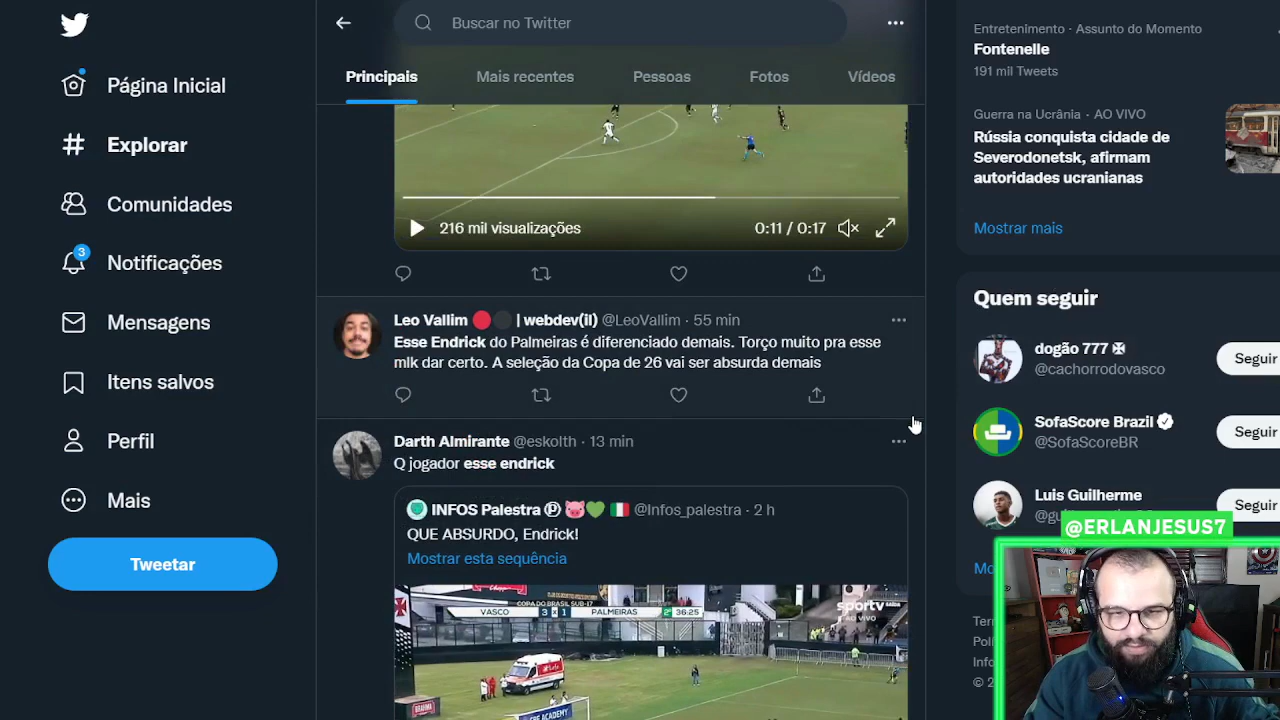 Buscar no Twitter
Principais
Mais recentes
Pessoas
Fotos
Vídeos
Página Inicial
Explorar
Comunidades
3
Notificações
Mensagens
Itens salvos
Perfil
Mais
Tweetar
216 mil visualizações
0:11 / 0:17
Leo Vallim | webdev(il) @LeoVallim · 55 min
Esse Endrick do Palmeiras é diferenciado demais. Torço muito pra esse
mlk dar certo. A seleção da Copa de 26 vai ser absurda demais
Darth Almirante @eskolth · 13 min
Q jogador esse endrick
INFOS Palestra Ⓟ @Infos_palestra · 2 h
QUE ABSURDO, Endrick!
Mostrar esta sequência
COPA DO BRASIL SUB-17
VASCO 3 x 1 PALMEIRAS 2º 36:25
sportv
AO VIVO
BRAHMA
Entretenimento · Assunto do Momento
Fontenelle
191 mil Tweets
Guerra na Ucrânia · AO VIVO
Rússia conquista cidade de
Severodonetsk, afirmam
autoridades ucranianas
Mostrar mais
Quem seguir
dogão 777
@cachorrodovasco
Seguir
SofaScore Brazil
@SofaScoreBR
Seguir
Luis Guilherme
Seguir
@ERLANJESUS7